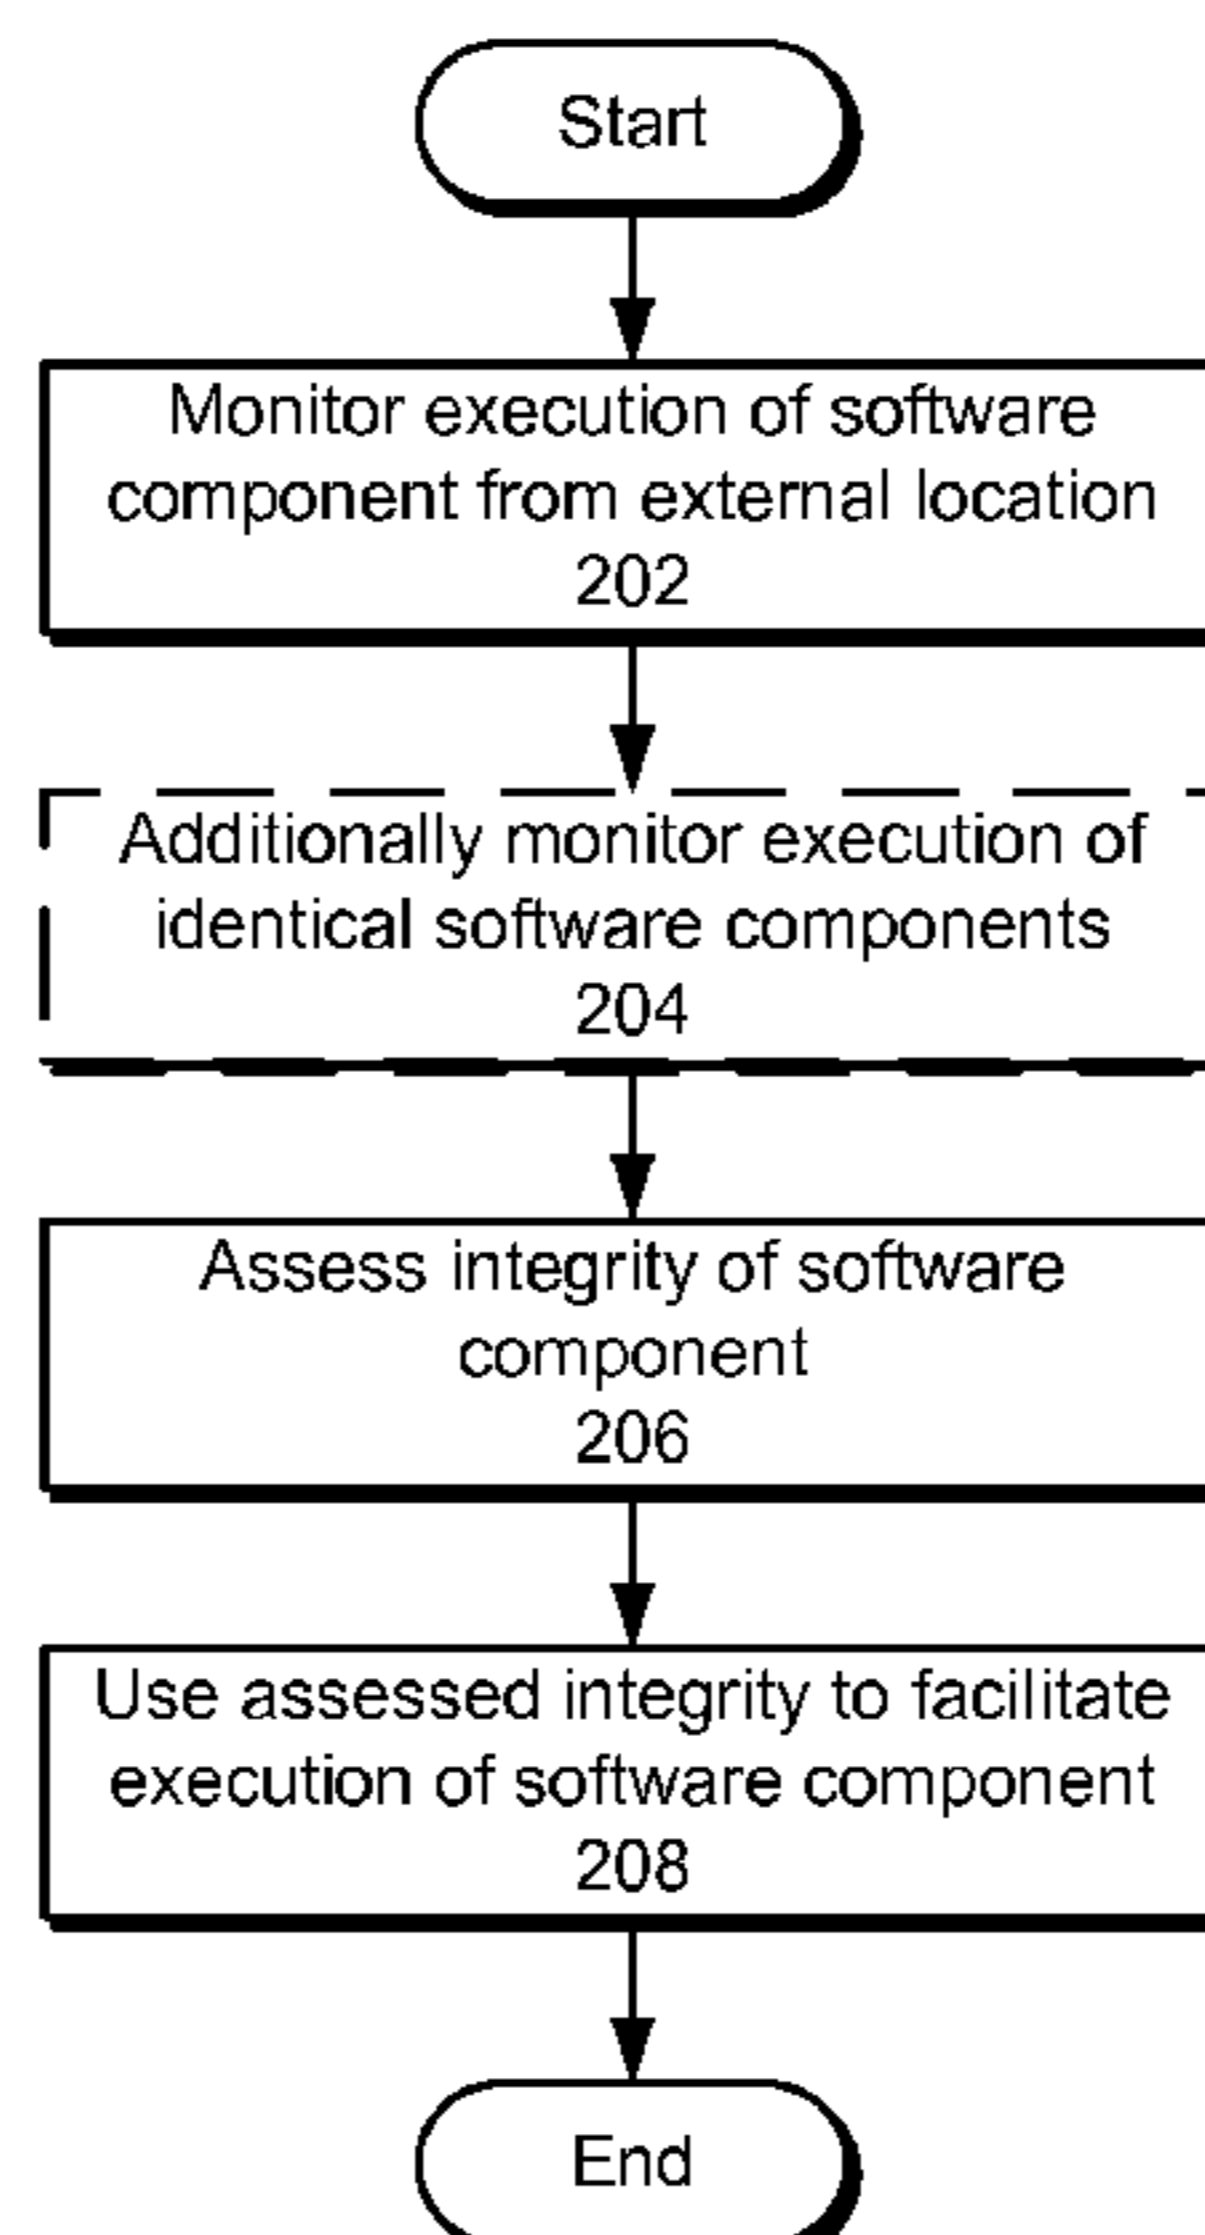 Start
Monitor execution of software
component from external location
202
Additionally monitor execution of
identical software components
204
Assess integrity of software
component
206
Use assessed integrity to facilitate
execution of software component
208
End